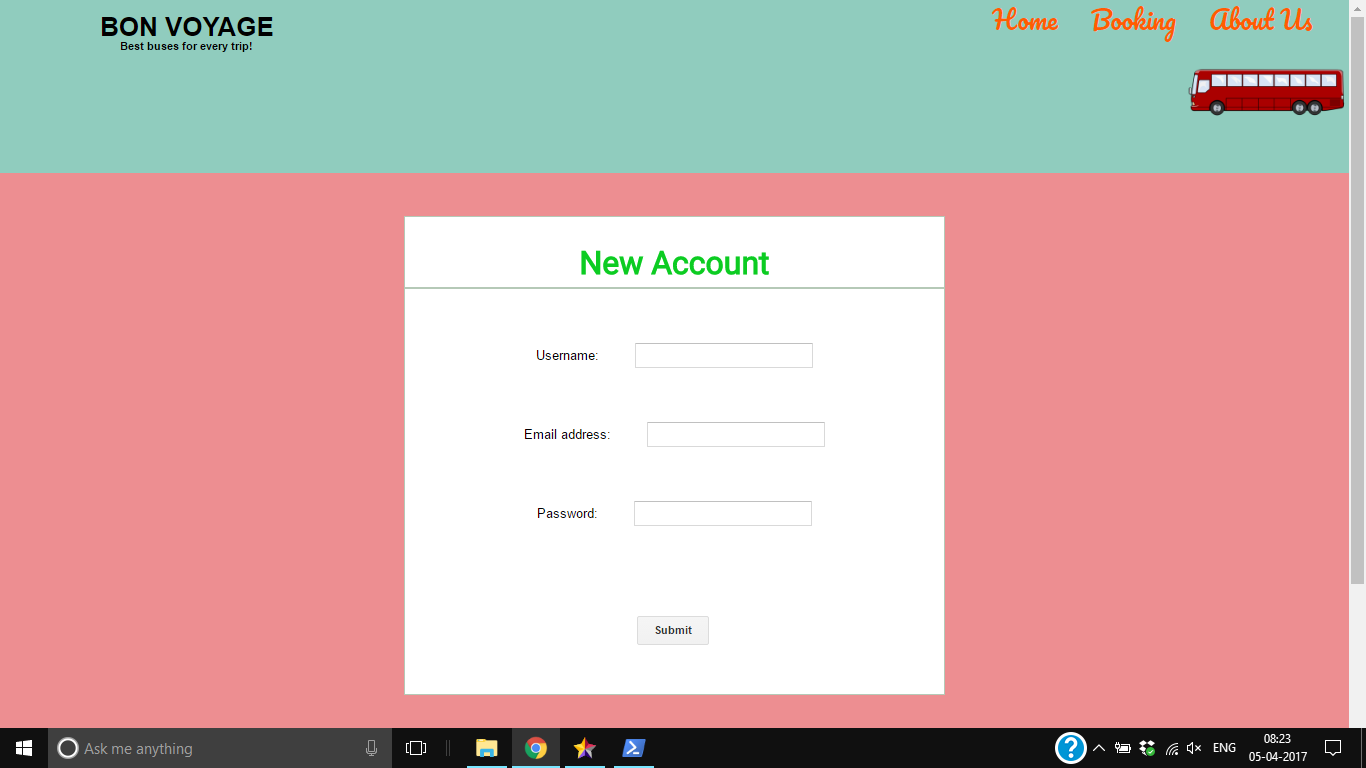 BON VOYAGE
Best buses for every trip!
Home Booking About Us
New Account
Username:
Email address:
Password:
Submit
Ask me anything
ENG
08:23
05-04-2017